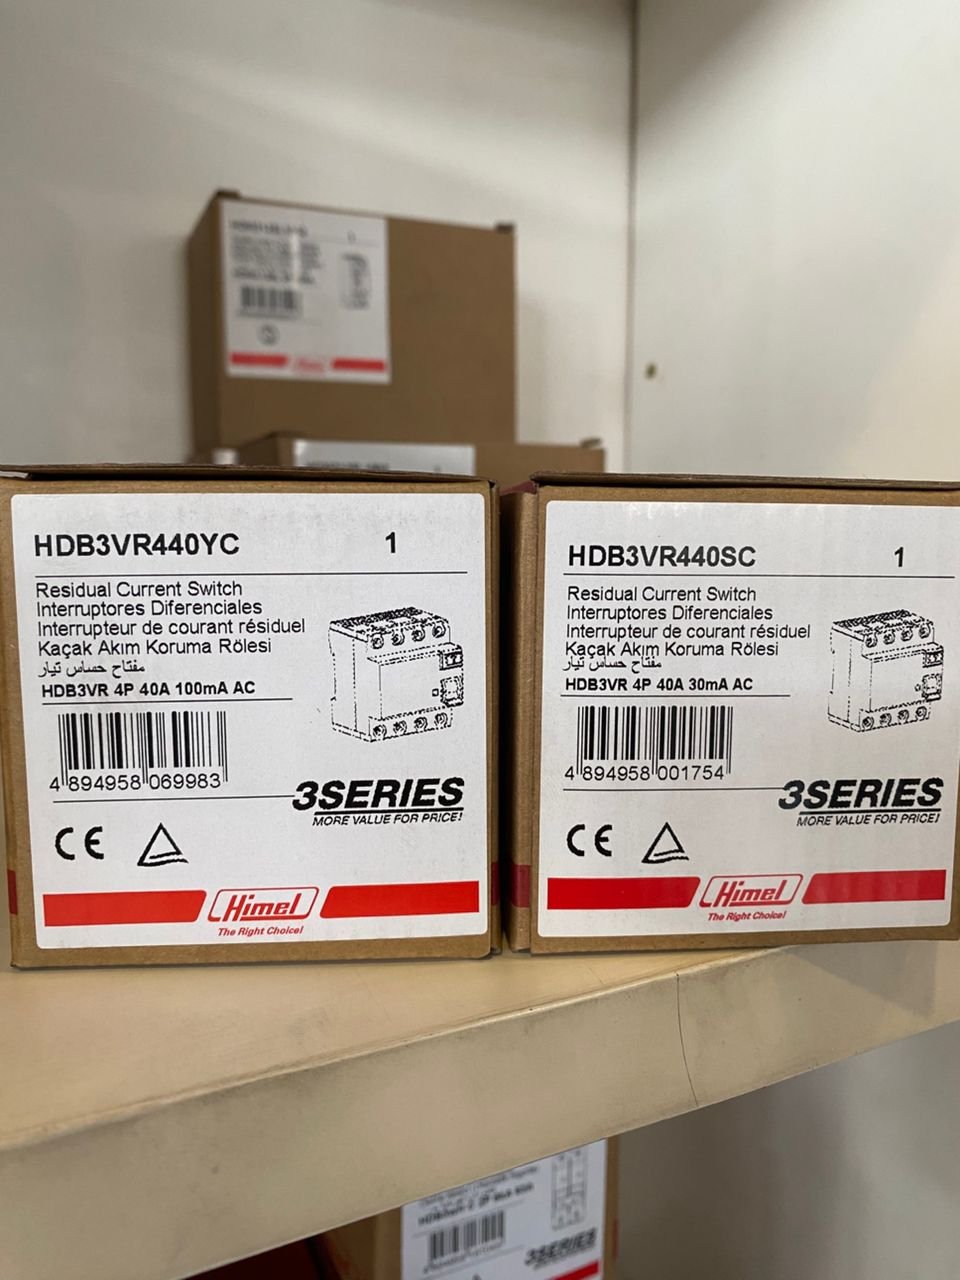 HDB3VR440YC 1
Residual Current Switch
Interruptores Diferenciales
Interrupteur de courant résiduel
Kaçak Akım Koruma Rölesi
مفتاح حساس تيار
HDB3VR 4P 40A 100mA AC
4 894958 069983
3SERIES
MORE VALUE FOR PRICE!
CE
Himel
The Right Choice!
HDB3VR440SC 1
Residual Current Switch
Interruptores Diferenciales
Interrupteur de courant résiduel
Kaçak Akım Koruma Rölesi
مفتاح حساس تيار
HDB3VR 4P 40A 30mA AC
4 894958 001754
3SERIES
MORE VALUE FOR PRICE!
CE
Himel
The Right Choice!
Himel
3SERIES